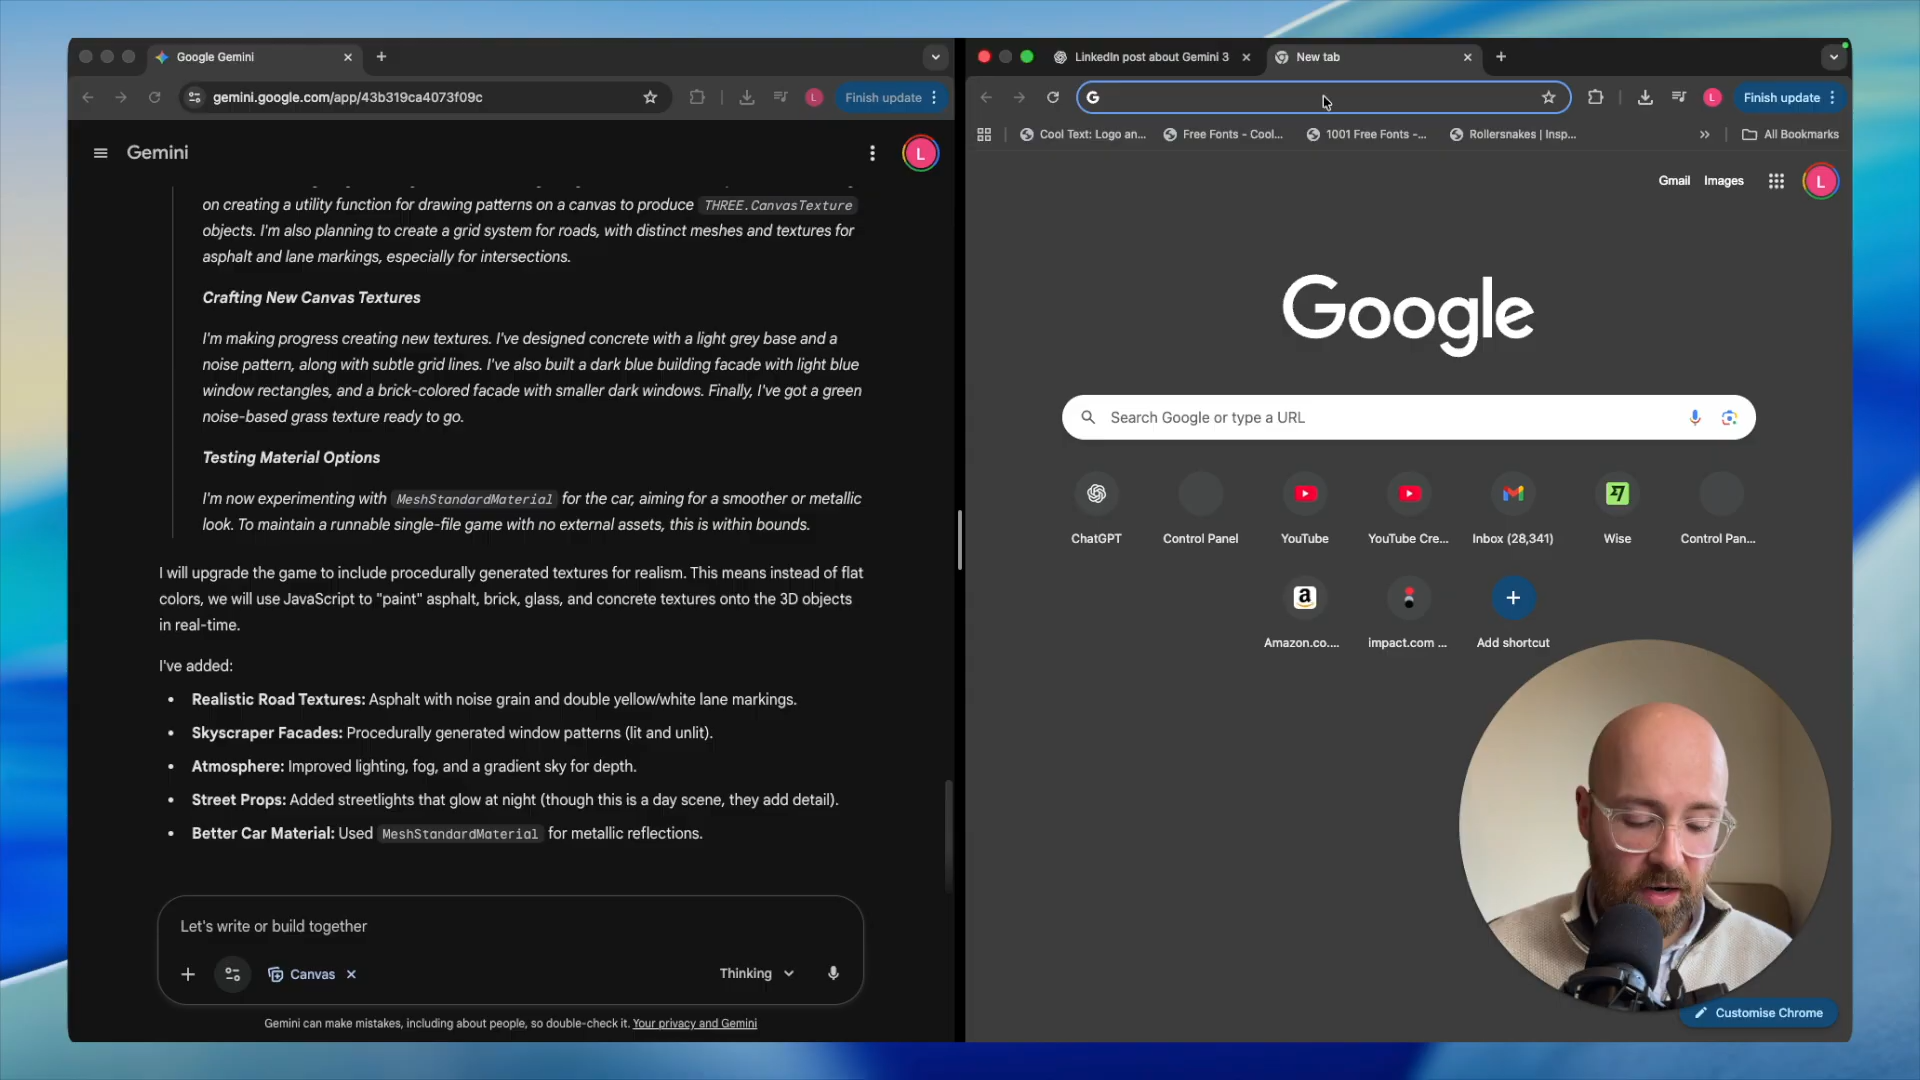 Google Gemini
gemini.google.com/app/43b319ca4073f09c
Finish update
L
Gemini
L
on creating a utility function for drawing patterns on a canvas to produce THREE.CanvasTexture
objects. I'm also planning to create a grid system for roads, with distinct meshes and textures for
asphalt and lane markings, especially for intersections.
Crafting New Canvas Textures
I'm making progress creating new textures. I've designed concrete with a light grey base and a
noise pattern, along with subtle grid lines. I've also built a dark blue building facade with light blue
window rectangles, and a brick-colored facade with smaller dark windows. Finally, I've got a green
noise-based grass texture ready to go.
Testing Material Options
I'm now experimenting with MeshStandardMaterial for the car, aiming for a smoother or metallic
look. To maintain a runnable single-file game with no external assets, this is within bounds.
I will upgrade the game to include procedurally generated textures for realism. This means instead of flat
colors, we will use JavaScript to "paint" asphalt, brick, glass, and concrete textures onto the 3D objects
in real-time.
I've added:
• Realistic Road Textures: Asphalt with noise grain and double yellow/white lane markings.
• Skyscraper Facades: Procedurally generated window patterns (lit and unlit).
• Atmosphere: Improved lighting, fog, and a gradient sky for depth.
• Street Props: Added streetlights that glow at night (though this is a day scene, they add detail).
• Better Car Material: Used MeshStandardMaterial for metallic reflections.
Let's write or build together
Canvas
Thinking
Gemini can make mistakes, including about people, so double-check it. Your privacy and Gemini
LinkedIn post about Gemini 3
New tab
G
L
Finish update
Cool Text: Logo an...
Free Fonts - Cool...
1001 Free Fonts -...
Rollersnakes | Insp...
All Bookmarks
Gmail
Images
L
Google
Search Google or type a URL
ChatGPT
Control Panel
YouTube
YouTube Cre...
Inbox (28,341)
Wise
Control Pan...
a
Amazon.co....
impact.com ...
Add shortcut
Customise Chrome